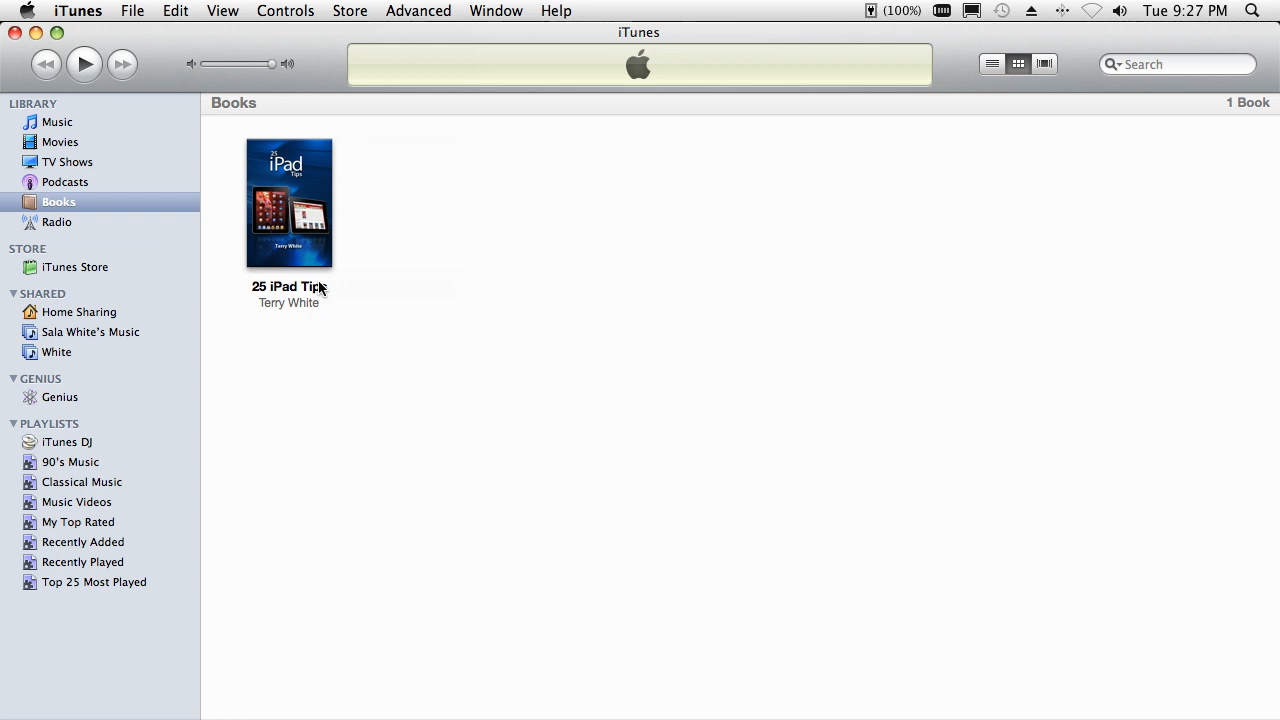 iTunes File Edit View Controls Store Advanced Window Help (100%) Tue 9:27 PM
iTunes
Search
LIBRARY
Music
Movies
TV Shows
Podcasts
Books
Radio
STORE
iTunes Store
SHARED
Home Sharing
Sala White's Music
White
GENIUS
Genius
PLAYLISTS
iTunes DJ
90's Music
Classical Music
Music Videos
My Top Rated
Recently Added
Recently Played
Top 25 Most Played
Books 1 Book
25
iPad
Tips
Terry White
25 iPad Tips
Terry White